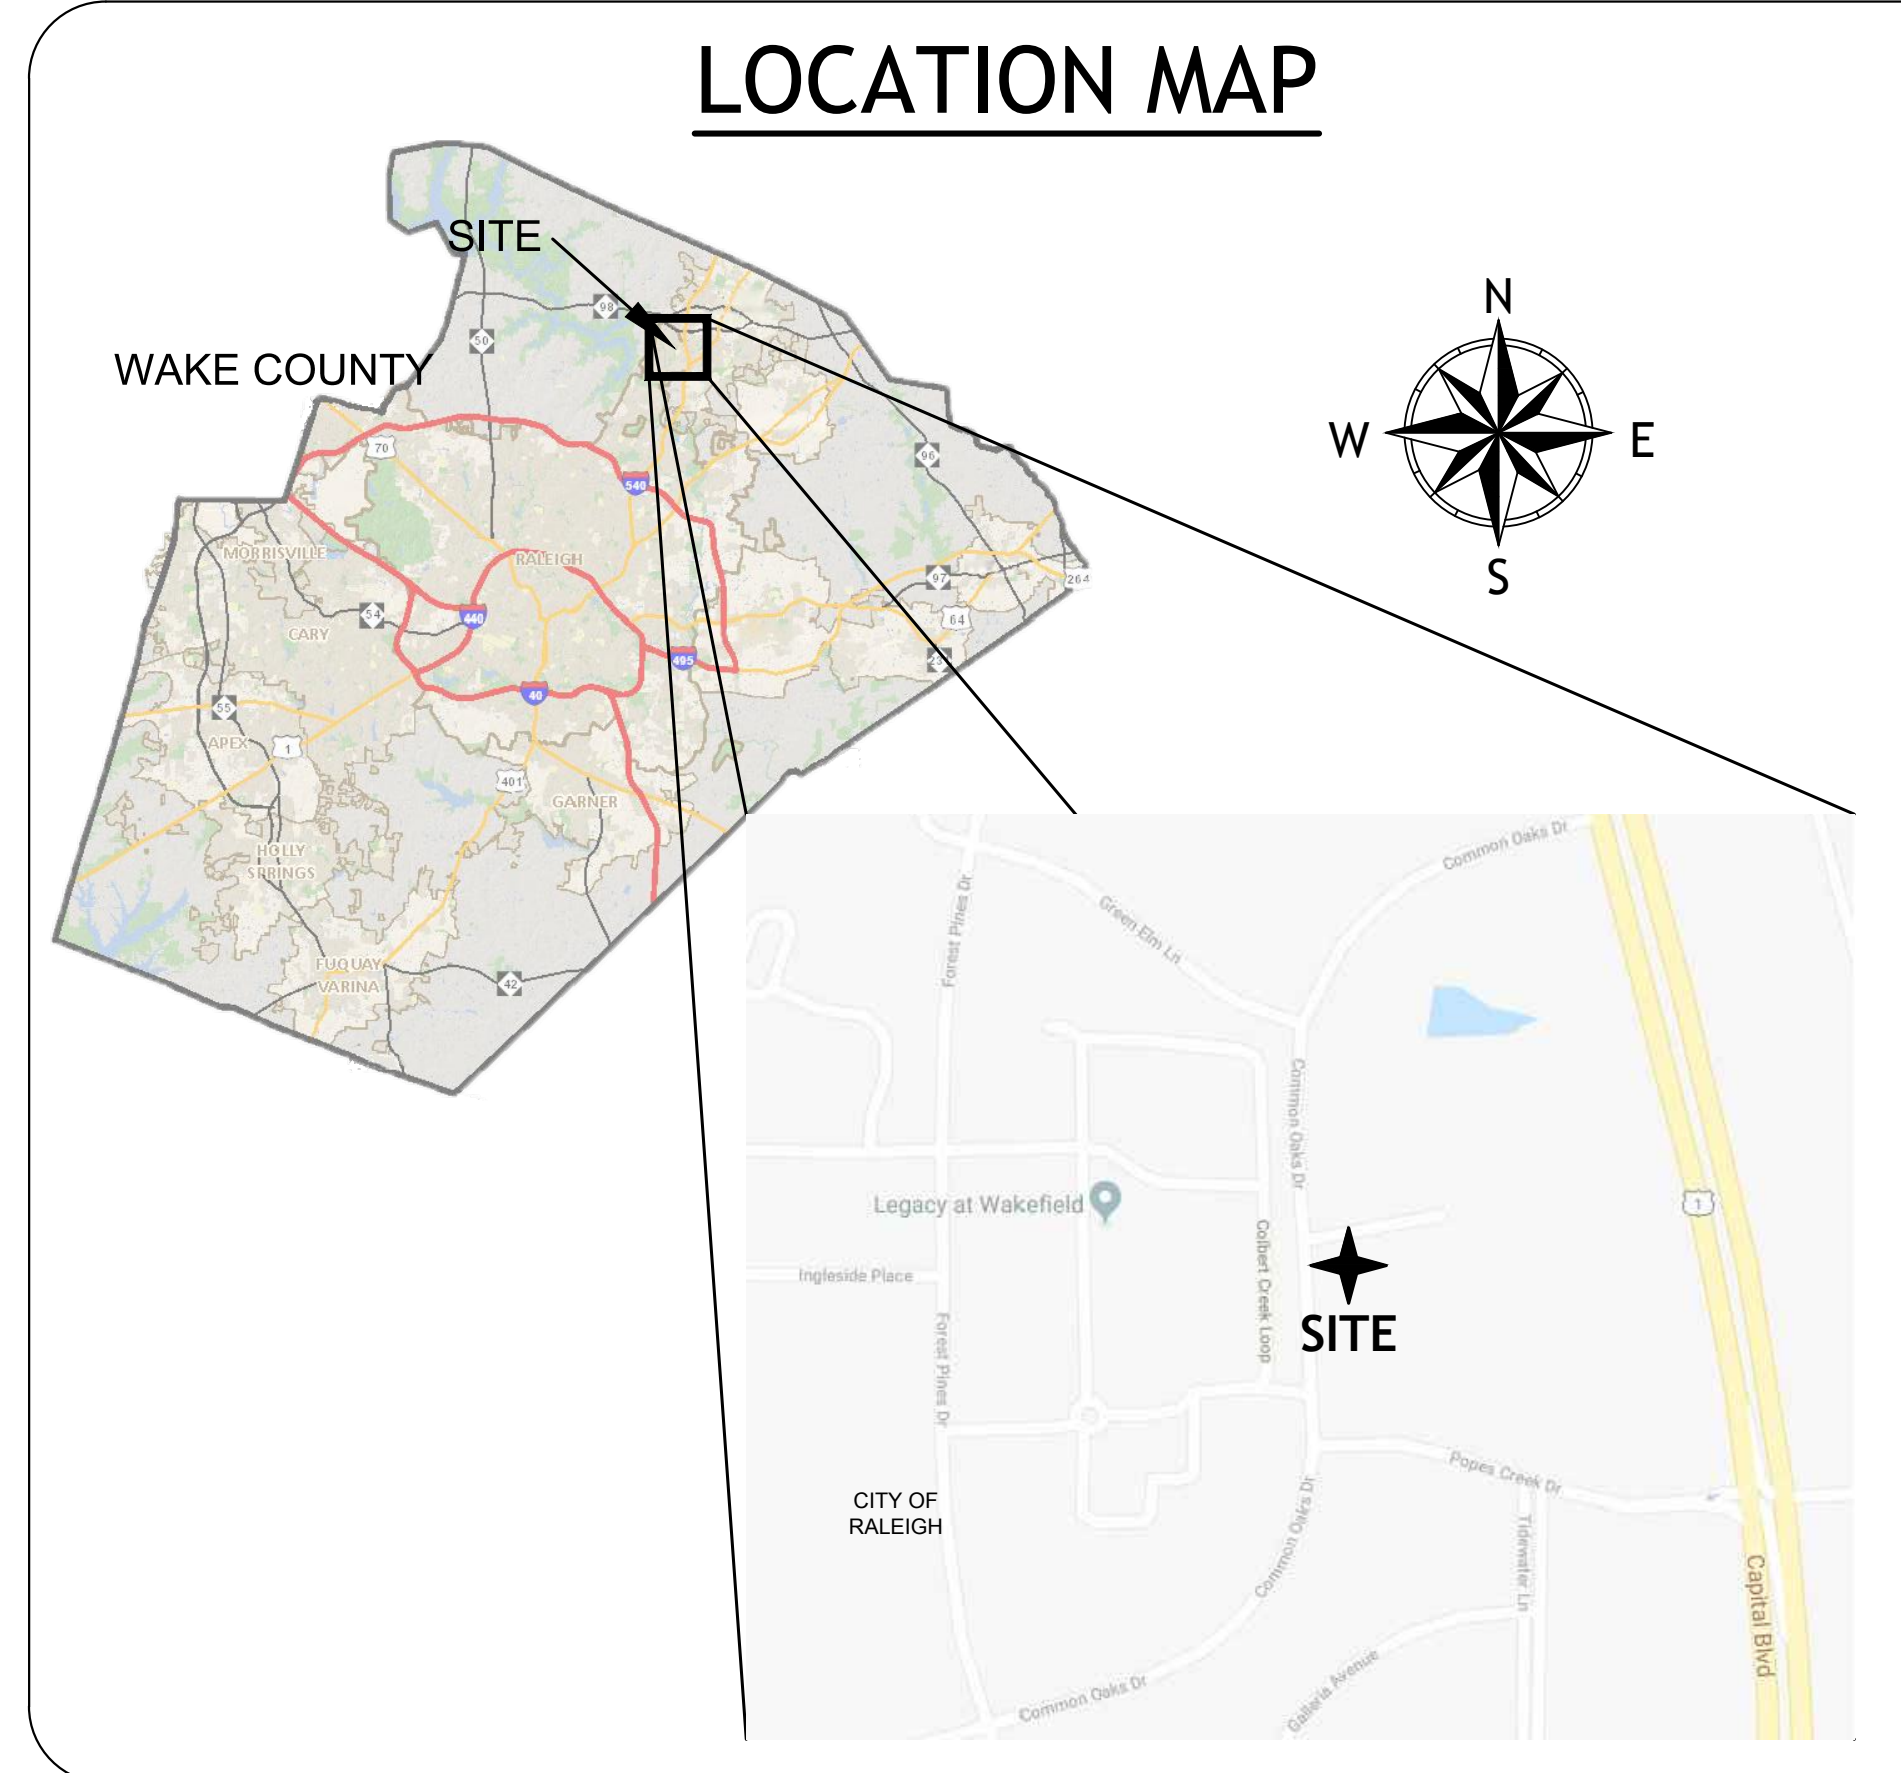 LOCATION MAP
SITE
WAKE COUNTY
N
W
E
S
98
50
70
540
96
MORRISVILLE
RALEIGH
97
264
54
440
64
CARY
495
40
55
APEX
1
401
GARNER
HOLLY
SPRINGS
FUQUAY
VARINA
42
Common Oaks Dr
Green Elm Ln
Forest Pines Dr
Common Oaks Dr
Legacy at Wakefield
1
Colbert Creek Loop
Ingleside Place
SITE
Forest Pines Dr
Popes Creek Dr
CITY OF
RALEIGH
Common Oaks Dr
Tidewater Ln
Capital Blvd
Common Oaks Dr
Galleria Avenue